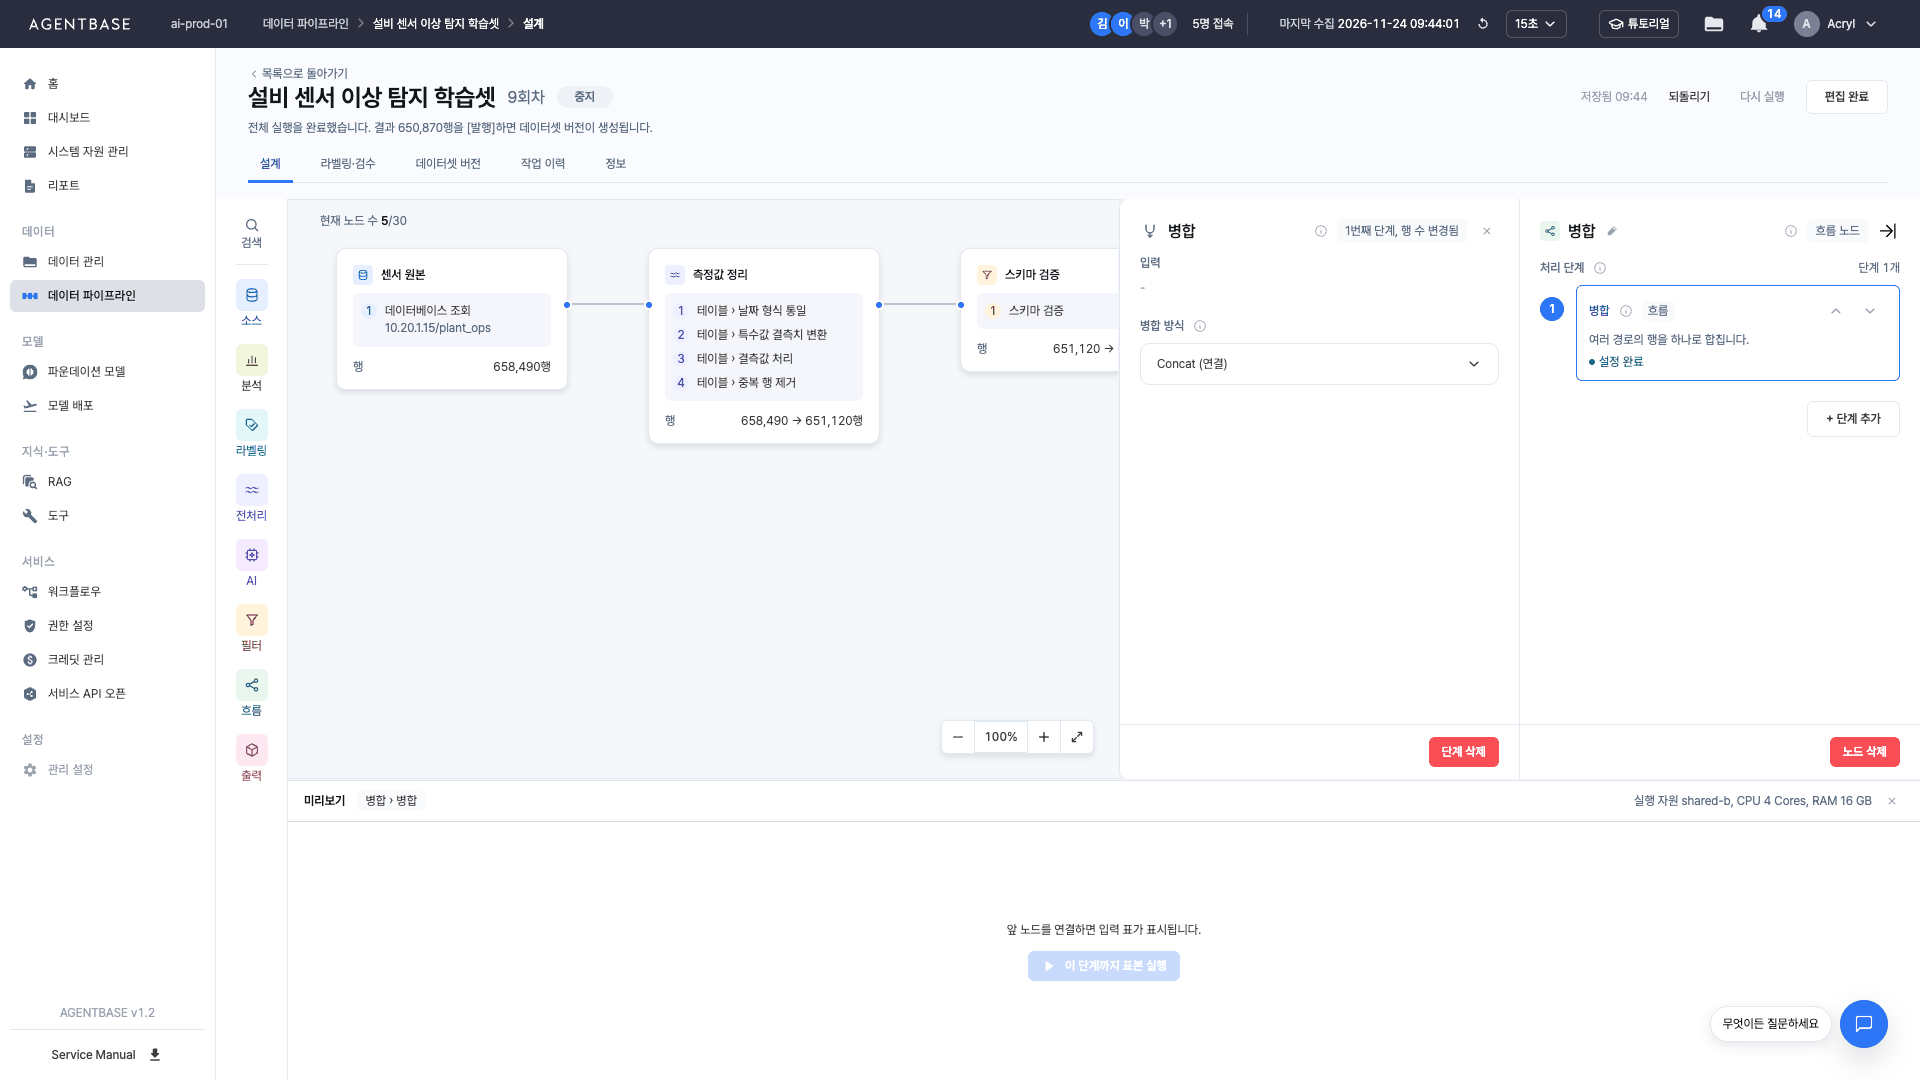 AGENTBASE
ai-prod-01
데이터 파이프라인 > 설비 센서 이상 탐지 학습셋 > 설계
김 이 박 +1 5명 접속
마지막 수집 2026-11-24 09:44:01
15초
튜토리얼
14
A Acryl
홈
대시보드
시스템 자원 관리
리포트
데이터
데이터 관리
데이터 파이프라인
모델
파운데이션 모델
모델 배포
지식·도구
RAG
도구
서비스
워크플로우
권한 설정
크레딧 관리
서비스 API 오픈
설정
관리 설정
AGENTBASE v1.2
Service Manual
목록으로 돌아가기
설비 센서 이상 탐지 학습셋 9회차 중지
저장됨 09:44 되돌리기 다시 실행 편집 완료
전체 실행을 완료했습니다. 결과 650,870행을 [발행]하면 데이터셋 버전이 생성됩니다.
설계 라벨링·검수 데이터셋 버전 작업 이력 정보
검색
소스
분석
라벨링
전처리
AI
필터
흐름
출력
현재 노드 수 5/30
센서 원본
1 데이터베이스 조회
10.20.1.15/plant_ops
행 658,490행
측정값 정리
1 테이블 › 날짜 형식 통일
2 테이블 › 특수값 결측치 변환
3 테이블 › 결측값 처리
4 테이블 › 중복 행 제거
행 658,490 → 651,120행
스키마 검증
1 스키마 검증
행 651,120 →
100%
병합 1번째 단계, 행 수 변경됨
입력
-
병합 방식
Concat (연결)
단계 삭제
병합 흐름 노드
처리 단계 단계 1개
1 병합 흐름
여러 경로의 행을 하나로 합칩니다.
설정 완료
+ 단계 추가
노드 삭제
미리보기 병합 › 병합
실행 자원 shared-b, CPU 4 Cores, RAM 16 GB
앞 노드를 연결하면 입력 표가 표시됩니다.
이 단계까지 표본 실행
무엇이든 질문하세요